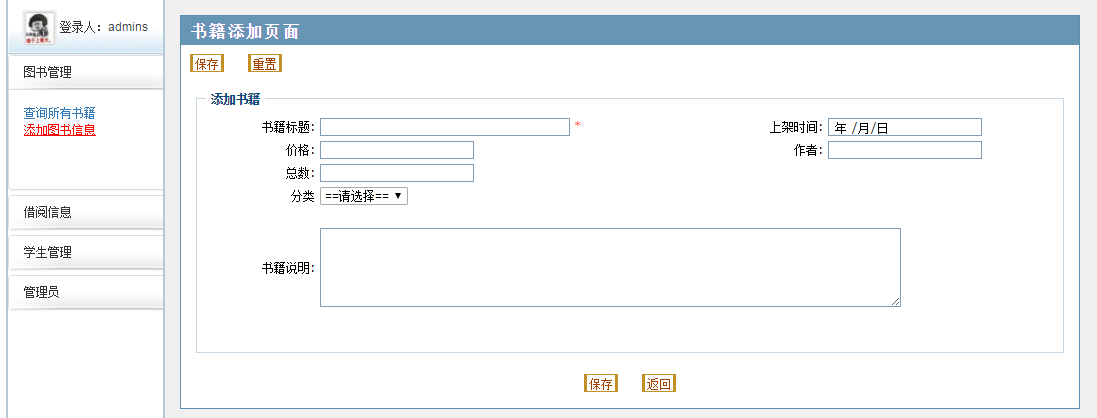 登录人：admins
图书管理
查询所有书籍
添加图书信息
借阅信息
学生管理
管理员
书籍添加页面
保存 重置
添加书籍
书籍标题: * 上架时间: 年 /月/日
价格: 作者:
总数:
分类 ==请选择==
书籍说明:
保存 返回